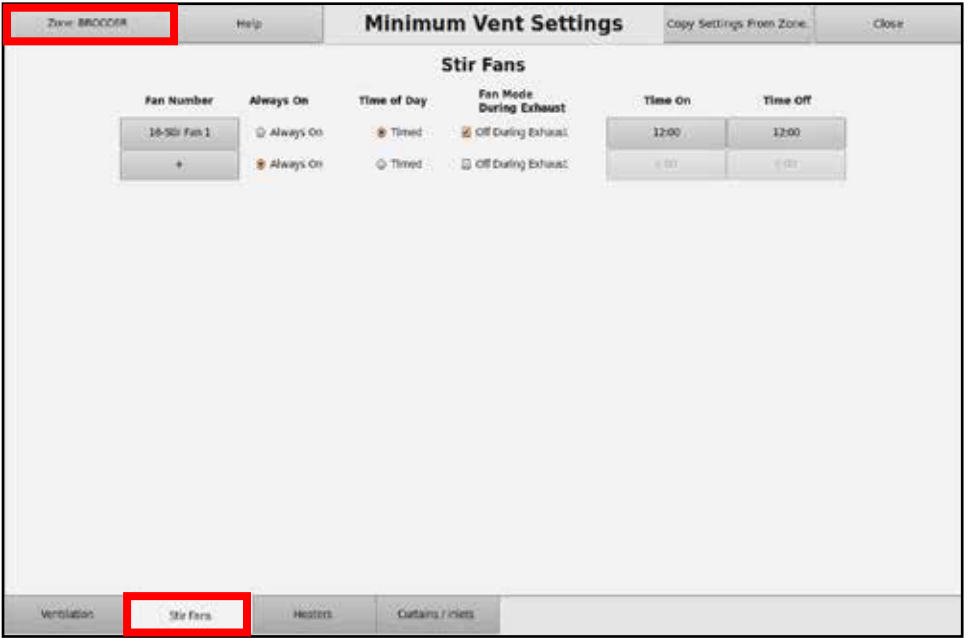 Zone: BROODER Help Minimum Vent Settings Copy Settings From Zone. Close
Stir Fans
Fan Number Always On Time of Day Fan Mode During Exhaust Time On Time Off
16-Stir Fan 1 Always On Timed Off During Exhaust 12:00 12:00
+ Always On Timed Off During Exhaust
Ventilation Stir Fans Heaters Curtains / Inlets